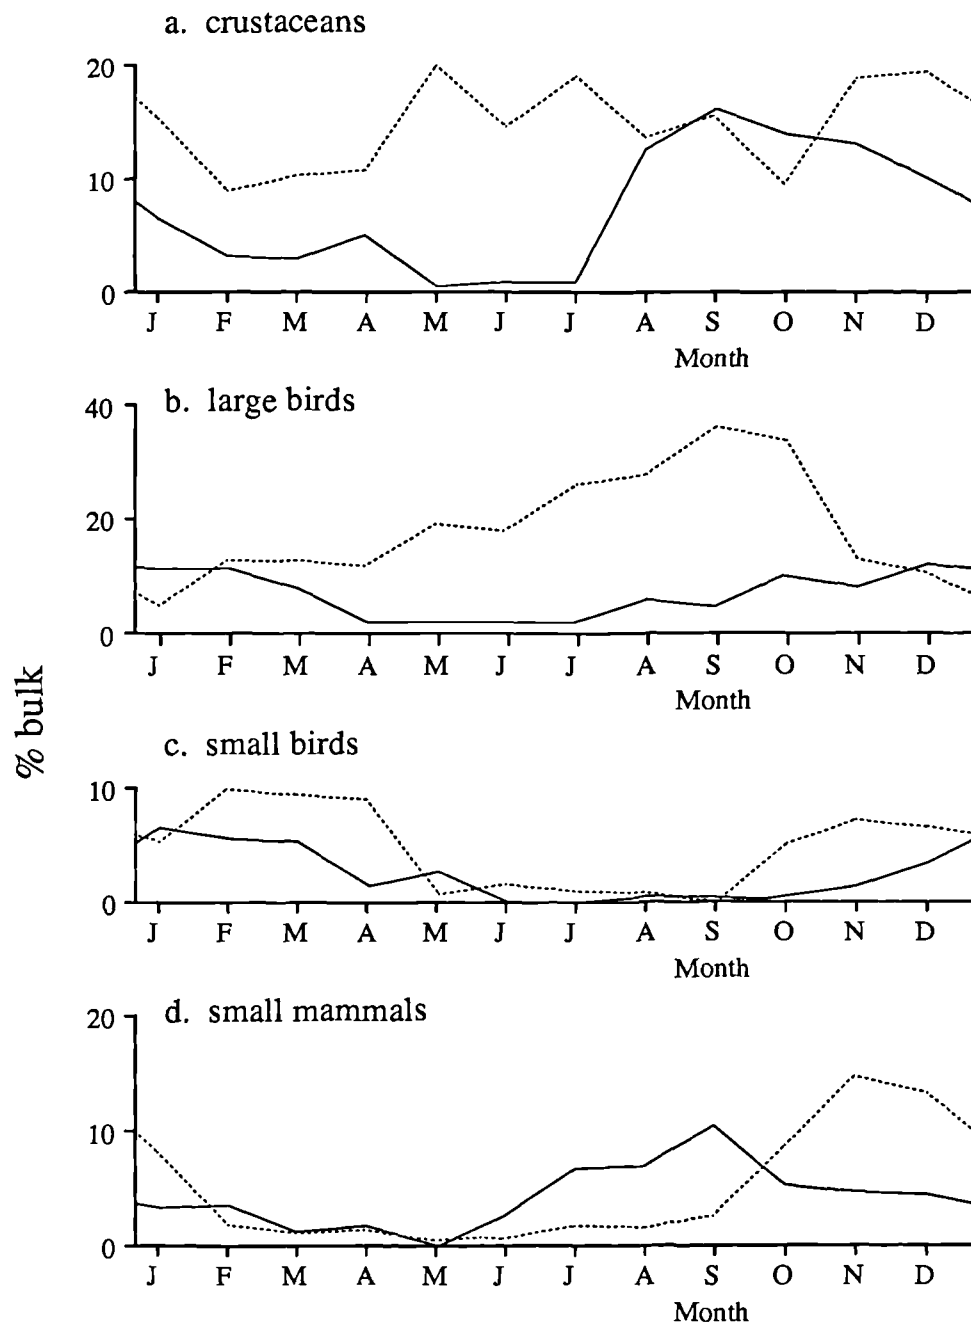 a. crustaceans
20
10
0
J F M A M J J A S O N D
Month
b. large birds
40
20
0
J F M A M J J A S O N D
Month
% bulk
c. small birds
10
0
J F M A M J J A S O N D
Month
d. small mammals
20
10
0
J F M A M J J A S O N D
Month